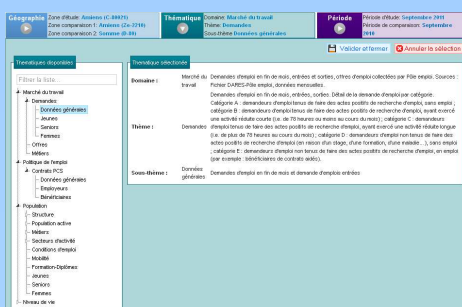 Géographie
Zone d'étude: Amiens (C-80021)
Zone de comparaison 1: Amiens (Ze-2210)
Zone de comparaison 2: Somme (D-80)
Thématique
Domaine: Marché du travail
Thème: Demandes
Sous-thème Données générales
Période
Période d'étude: Septembre 2011
Période de comparaison: Septembre
2010
Valider et fermer
Annuler la sélection
Thématiques disponibles
Filtrer la liste...
Marché du travail
Demandes
Données générales
Jeunes
Seniors
Femmes
Offres
Métiers
Politique de l'emploi
Contrats PCS
Données générales
Employeurs
Bénéficiaires
Population
Structure
Population active
Métiers
Secteurs d'activité
Conditions d'emploi
Mobilité
Formation-Diplômes
Jeunes
Seniors
Femmes
Niveau de vie
Thématique sélectionnée
Domaine :
Marché du
travail
Demandes d'emploi en fin de mois, entrées et sorties, offres d'emploi collectées par Pôle emploi. Sources :
Fichier DARES-Pôle emploi, données mensuelles.
Thème :
Demandes
Demandes d'emploi en fin de mois, entrées, sorties. Détail de la demande d'emploi par catégorie.
Catégorie A : demandeurs d'emploi tenus de faire des actes positifs de recherche d'emploi, sans emploi ;
catégorie B : demandeurs d'emploi tenus de faire des actes positifs de recherche d'emploi, ayant exercé
une activité réduite courte (i.e. de 78 heures ou moins au cours du mois) ; catégorie C : demandeurs
d'emploi tenus de faire des actes positifs de recherche d'emploi, ayant exercé une activité réduite longue
(i.e. de plus de 78 heures au cours du mois) ; catégorie D : demandeurs d'emploi non tenus de faire des
actes positifs de recherche d'emploi (en raison d'un stage, d'une formation, d'une maladie...), sans emploi
; catégorie E : demandeurs d'emploi non tenus de faire des actes positifs de recherche d'emploi, en emploi
(par exemple : bénéficiaires de contrats aidés).
Sous-thème :
Données
générales
Demandes d'emploi en fin de mois et demande d'emplois entrées